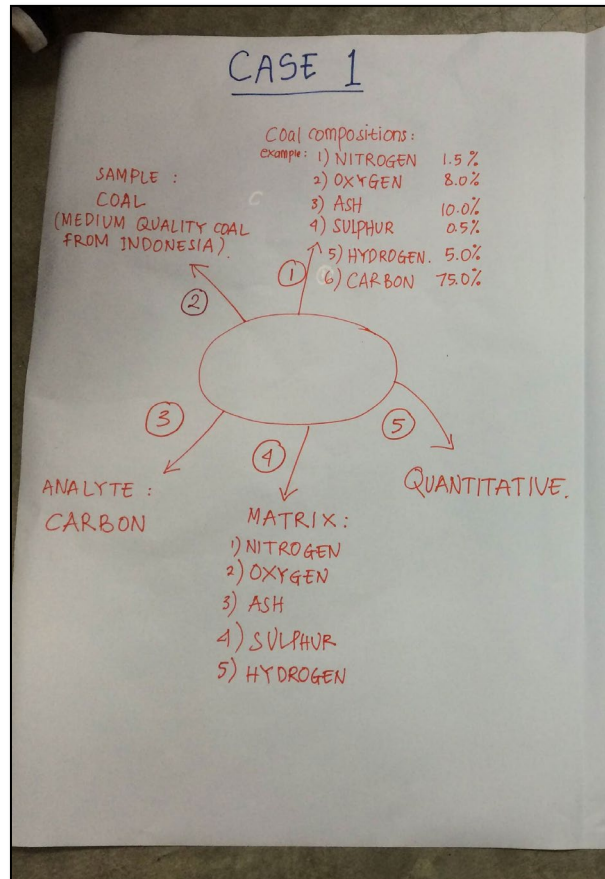 CASE 1
Coal compositions:
example: 1) NITROGEN 1.5%
2) OXYGEN 8.0%
3) ASH 10.0%
4) SULPHUR 0.5%
5) HYDROGEN. 5.0%
6) CARBON 75.0%
SAMPLE :
COAL
(MEDIUM QUALITY COAL
FROM INDONESIA).
1
2
3
4
5
ANALYTE :
CARBON
MATRIX :
1) NITROGEN
2) OXYGEN
3) ASH
4) SULPHUR
5) HYDROGEN
QUANTITATIVE.